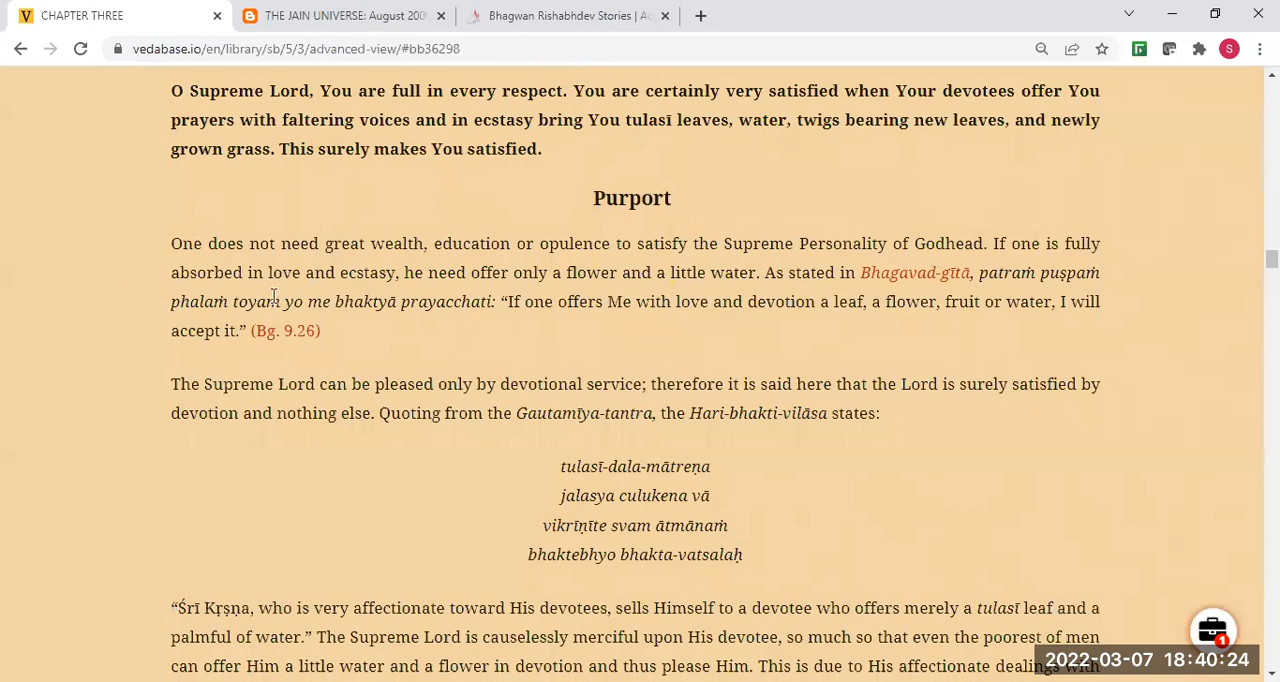 CHAPTER THREE
THE JAIN UNIVERSE: August 200
Bhagwan Rishabhdev Stories | A
vedabase.io/en/library/sb/5/3/advanced-view/#bb36298
S
O Supreme Lord, You are full in every respect. You are certainly very satisfied when Your devotees offer You
prayers with faltering voices and in ecstasy bring You tulasī leaves, water, twigs bearing new leaves, and newly
grown grass. This surely makes You satisfied.
Purport
One does not need great wealth, education or opulence to satisfy the Supreme Personality of Godhead. If one is fully
absorbed in love and ecstasy, he need offer only a flower and a little water. As stated in Bhagavad-gītā, patraṁ puṣpaṁ
phalaṁ toyaṁ yo me bhaktyā prayacchati: “If one offers Me with love and devotion a leaf, a flower, fruit or water, I will
accept it.” (Bg. 9.26)
The Supreme Lord can be pleased only by devotional service; therefore it is said here that the Lord is surely satisfied by
devotion and nothing else. Quoting from the Gautamīya-tantra, the Hari-bhakti-vilāsa states:
tulasī-dala-mātreṇa
jalasya culukena vā
vikrīṇīte svam ātmānaṁ
bhaktebhyo bhakta-vatsalaḥ
“Śrī Kṛṣṇa, who is very affectionate toward His devotees, sells Himself to a devotee who offers merely a tulasī leaf and a
palmful of water.” The Supreme Lord is causelessly merciful upon His devotee, so much so that even the poorest of men
can offer Him a little water and a flower in devotion and thus please Him. This is due to His affectionate dealings with
1
2022-03-07 18:40:24